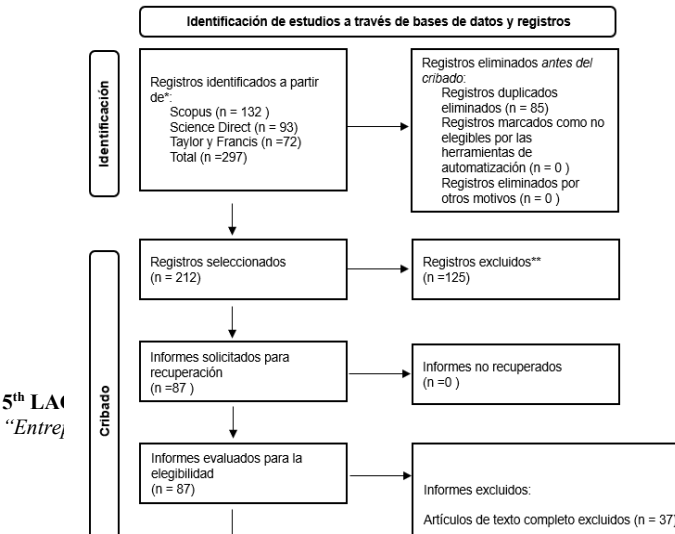 Identificación de estudios a través de bases de datos y registros
Identificación
Registros identificados a partir
de*:
Scopus (n = 132 )
Science Direct (n = 93)
Taylor y Francis (n =72)
Total (n =297)
Registros eliminados antes del
cribado:
Registros duplicados
eliminados (n = 85)
Registros marcados como no
elegibles por las
herramientas de
automatización (n = 0 )
Registros eliminados por
otros motivos (n = 0 )
Cribado
Registros seleccionados
(n = 212)
Registros excluidos**
(n =125)
Informes solicitados para
recuperación
(n =87 )
Informes no recuperados
(n =0 )
5th
Informes evaluados para la
elegibilidad
(n = 87)
Informes excluidos:
Artículos de texto completo excluidos (n = 37)